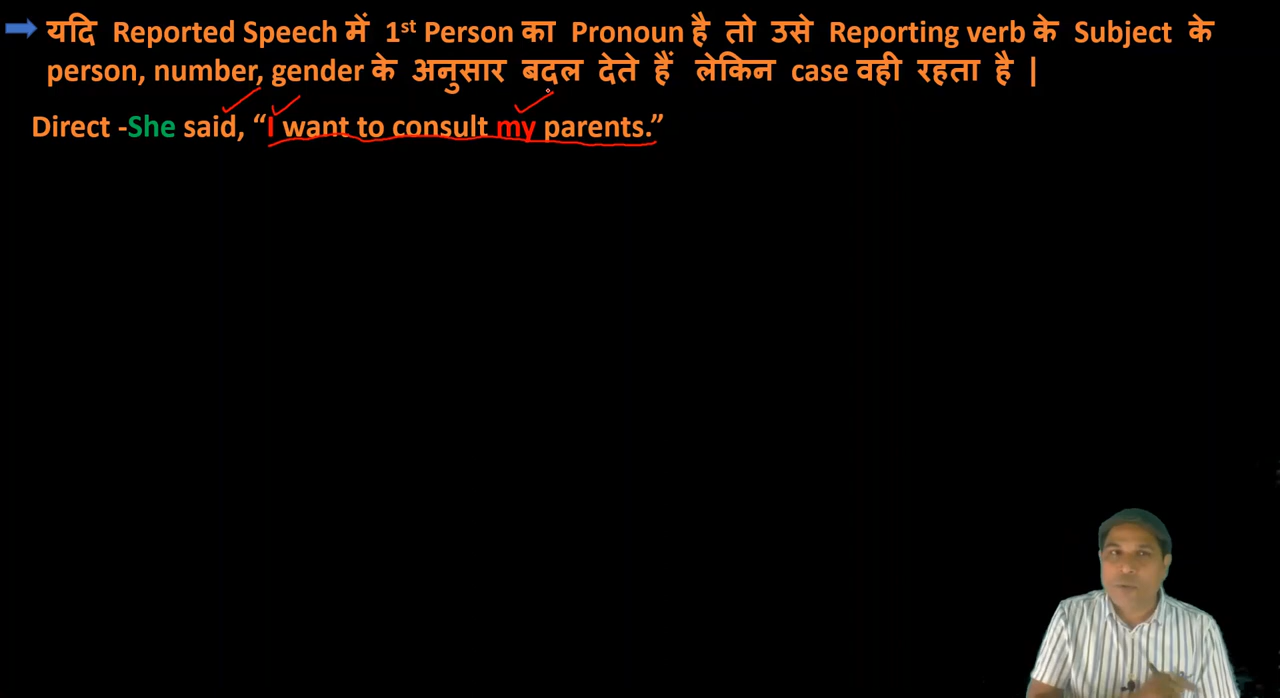 यदि Reported Speech में 1st Person का Pronoun है तो उसे Reporting verb के Subject के
person, number, gender के अनुसार बदल देते हैं लेकिन case वही रहता है |
Direct -She said, “I want to consult my parents.”